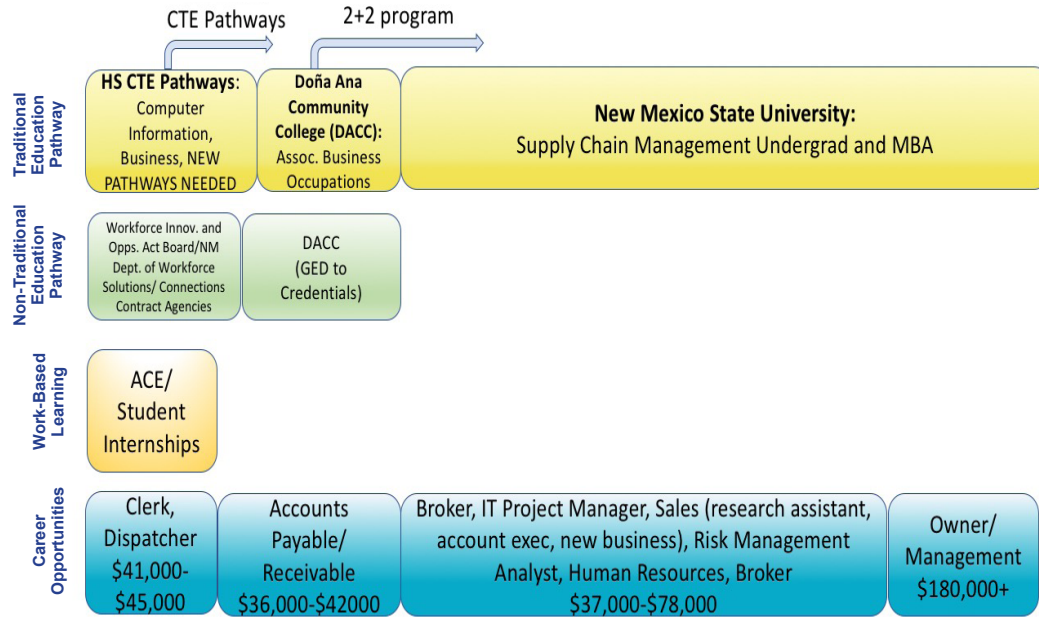 CTE Pathways
2+2 program
Traditional
Education
Pathway
HS CTE Pathways:
Computer
Information,
Business, NEW
PATHWAYS NEEDED
Doña Ana
Community
College (DACC):
Assoc. Business
Occupations
New Mexico State University:
Supply Chain Management Undergrad and MBA
Non-Traditional
Education
Pathway
Workforce Innov. and
Opps. Act Board/NM
Dept. of Workforce
Solutions/ Connections
Contract Agencies
DACC
(GED to
Credentials)
Work-Based
Learning
ACE/
Student
Internships
Career
Opportunities
Clerk,
Dispatcher
$41,000-
$45,000
Accounts
Payable/
Receivable
$36,000-$42000
Broker, IT Project Manager, Sales (research assistant,
account exec, new business), Risk Management
Analyst, Human Resources, Broker
$37,000-$78,000
Owner/
Management
$180,000+